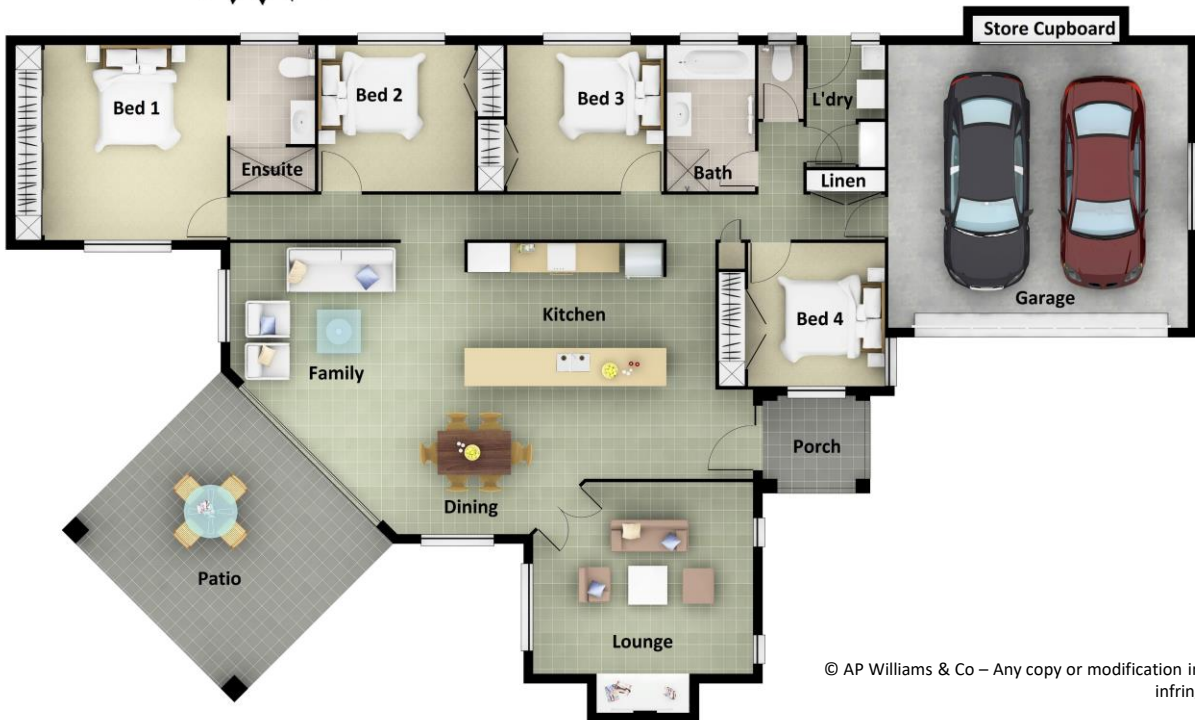 Store Cupboard
Bed 1
Bed 2
Bed 3
L'dry
Ensuite
Bath
Linen
Garage
Kitchen
Bed 4
Family
Porch
Dining
Patio
Lounge
© AP Williams & Co – Any copy or modification in
infrin